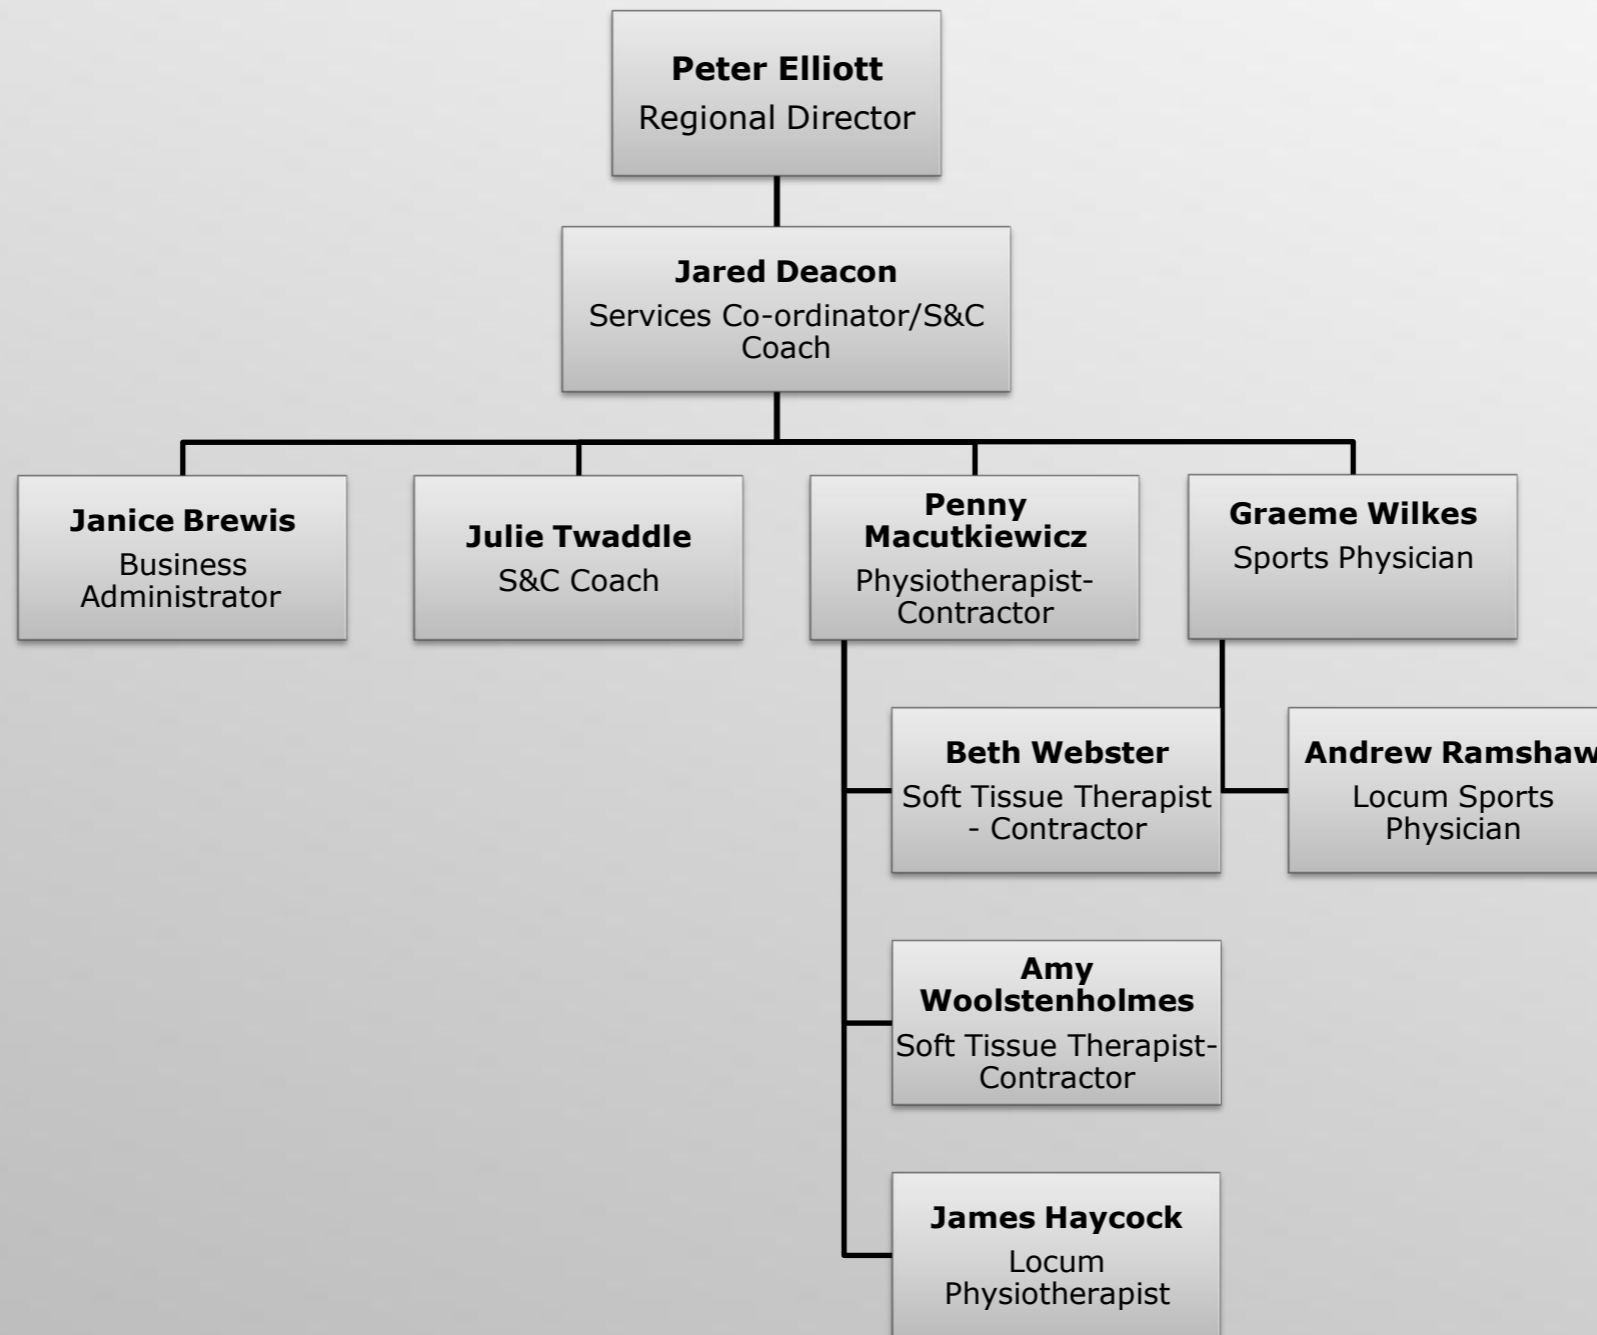 Peter Elliott
Regional Director
Jared Deacon
Services Co-ordinator/S&C
Coach
Janice Brewis
Business
Administrator
Julie Twaddle
S&C Coach
Penny
Macutkiewicz
Physiotherapist-
Contractor
Graeme Wilkes
Sports Physician
Beth Webster
Soft Tissue Therapist
- Contractor
Andrew Ramshaw
Locum Sports
Physician
Amy
Woolstenholmes
Soft Tissue Therapist-
Contractor
James Haycock
Locum
Physiotherapist